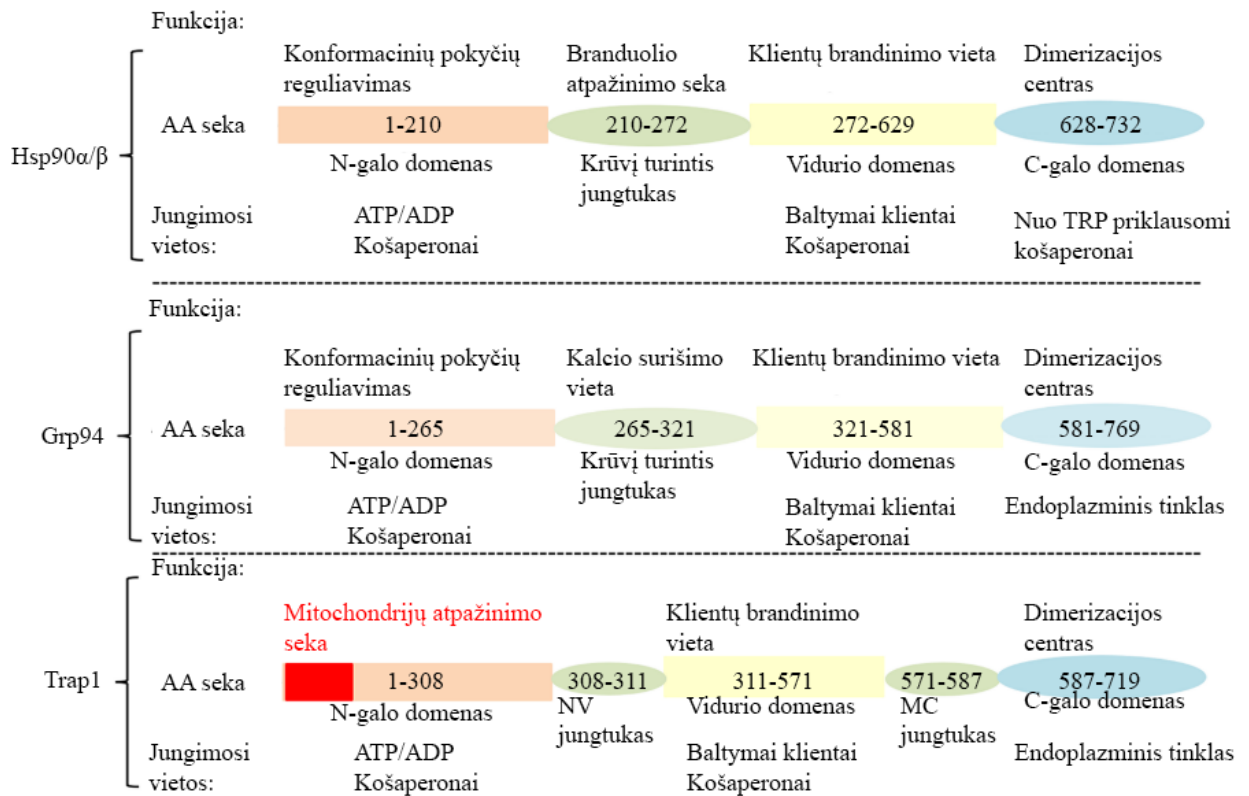 Funkcija:
Konformacinių pokyčių
reguliavimas
Branduolio
atpažinimo seka
Klientų brandinimo vieta
Dimerizacijos
centras
Hsp90α/β
AA seka
1-210
210-272
272-629
628-732
N-galo domenas
Krūvį turintis
jungtukas
Vidurio domenas
C-galo domenas
Jungimosi
vietos:
ATP/ADP
Košaperonai
Baltymai klientai
Košaperonai
Nuo TRP priklausomi
košaperonai
Funkcija:
Konformacinių pokyčių
reguliavimas
Kalcio surišimo
vieta
Klientų brandinimo vieta
Dimerizacijos
centras
Grp94
AA seka
1-265
265-321
321-581
581-769
N-galo domenas
Krūvį turintis
jungtukas
Vidurio domenas
C-galo domenas
Jungimosi
vietos:
ATP/ADP
Košaperonai
Baltymai klientai
Košaperonai
Endoplazminis tinklas
Funkcija:
Mitochondrijų atpažinimo
seka
Klientų brandinimo
vieta
Dimerizacijos
centras
Trap1
AA seka
1-308
308-311
311-571
571-587
587-719
N-galo domenas
NV
jungtukas
Vidurio domenas
MC
jungtukas
C-galo domenas
Jungimosi
vietos:
ATP/ADP
Košaperonai
Baltymai klientai
Košaperonai
Endoplazminis tinklas